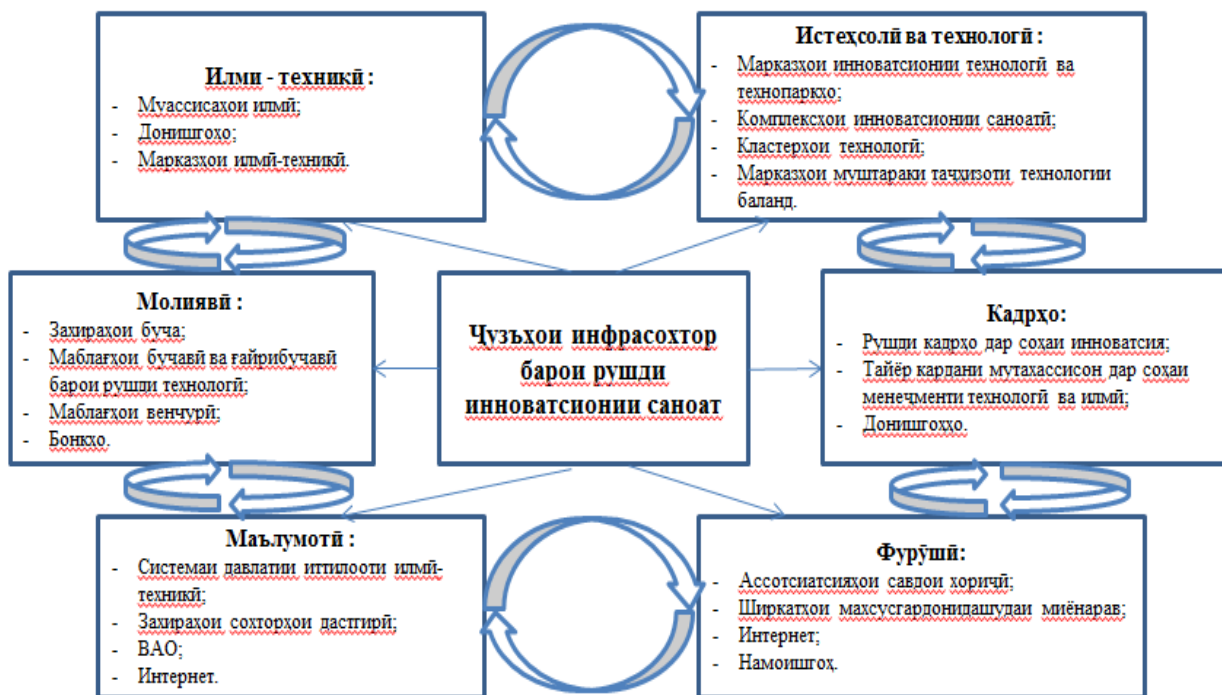 Илми - техникӣ :
- Муассисаҳои илмӣ;
- Донишгоҳо;
- Марказҳои илмӣ-техникӣ.
Истеҳсолӣ ва технологӣ :
- Марказҳои инноватсионии технологӣ ва
технопаркҳо;
- Комплексҳои инноватсионии саноатӣ;
- Кластерҳои технологӣ;
- Марказҳои муштараки таҷҳизоти технологии
баланд.
Молиявӣ :
- Захираҳои буҷа;
- Маблағҳои буҷавӣ ва ғайрибуҷавӣ
барои рушди технологӣ;
- Маблағҳои венчурӣ;
- Бонкҳо.
Ҷузъҳои инфрасохтор
барои рушди
инноватсионии саноат
Кадрҳо:
- Рушди кадрҳо дар соҳаи инноватсия;
- Тайёр кардани мутахассисон дар соҳаи
менеҷменти технологӣ ва илмӣ;
- Донишгоҳҳо.
Маълумотӣ :
- Системаи давлатии иттилооти илмӣ-
техникӣ;
- Захираҳои сохторҳои дастгирӣ;
- ВАО;
- Интернет.
Фурӯшӣ:
- Ассотсиатсияҳои савдои хориҷӣ;
- Ширкатҳои махсусгардонидашудаи миёнарав;
- Интернет;
- Намоишгоҳ.